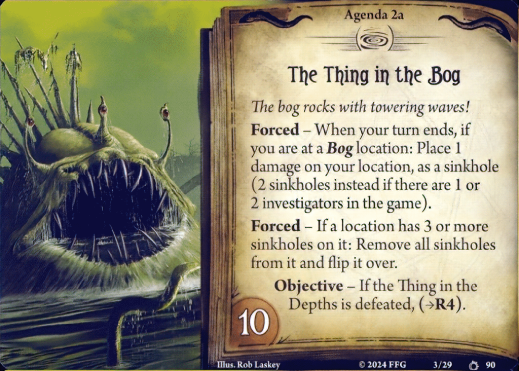 Agenda 2a
The Thing in the Bog
The bog rocks with towering waves!
Forced – When your turn ends, if
you are at a Bog location: Place 1
damage on your location, as a sinkhole
(2 sinkholes instead if there are 1 or
2 investigators in the game).
Forced – If a location has 3 or more
sinkholes on it: Remove all sinkholes
from it and flip it over.
Objective – If the Thing in the
Depths is defeated, (→R4).
10
Illus. Rob Laskey © 2024 FFG 3/29 90